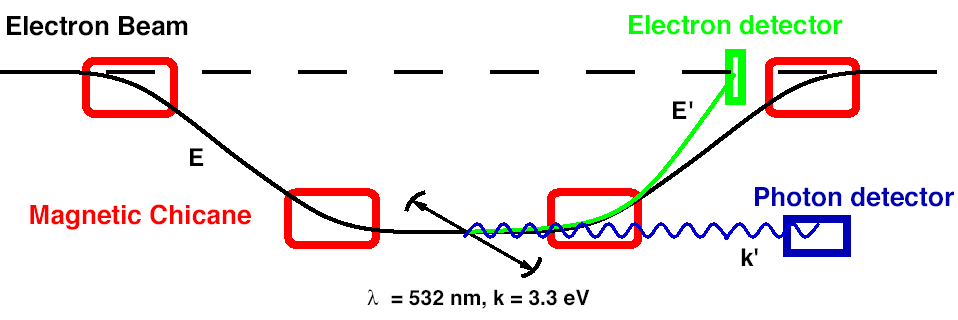 Electron Beam
Electron detector
E'
E
Photon detector
Magnetic Chicane
k'
λ = 532 nm, k = 3.3 eV